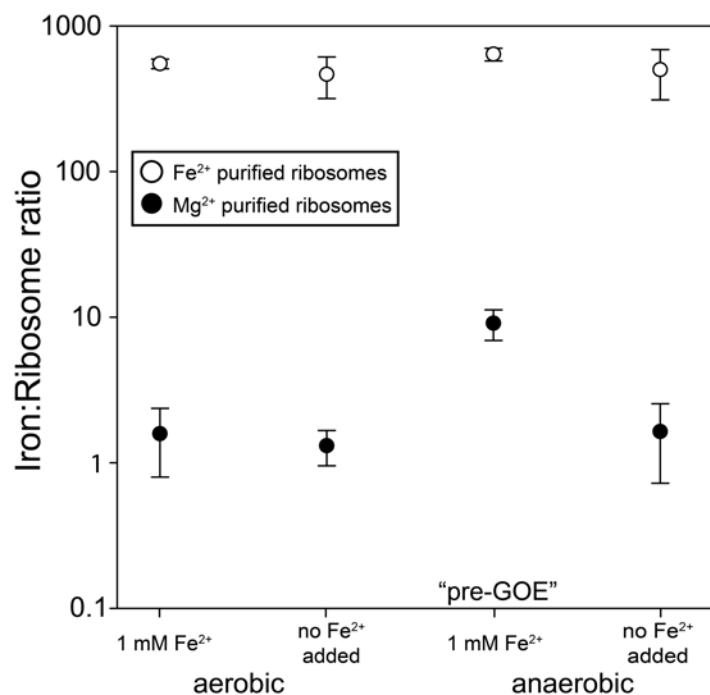 Iron:Ribosome ratio
1000
100
10
1
0.1
Fe²⁺ purified ribosomes
Mg²⁺ purified ribosomes
“pre-GOE”
1 mM Fe²⁺
no Fe²⁺
added
1 mM Fe²⁺
no Fe²⁺
added
aerobic
anaerobic